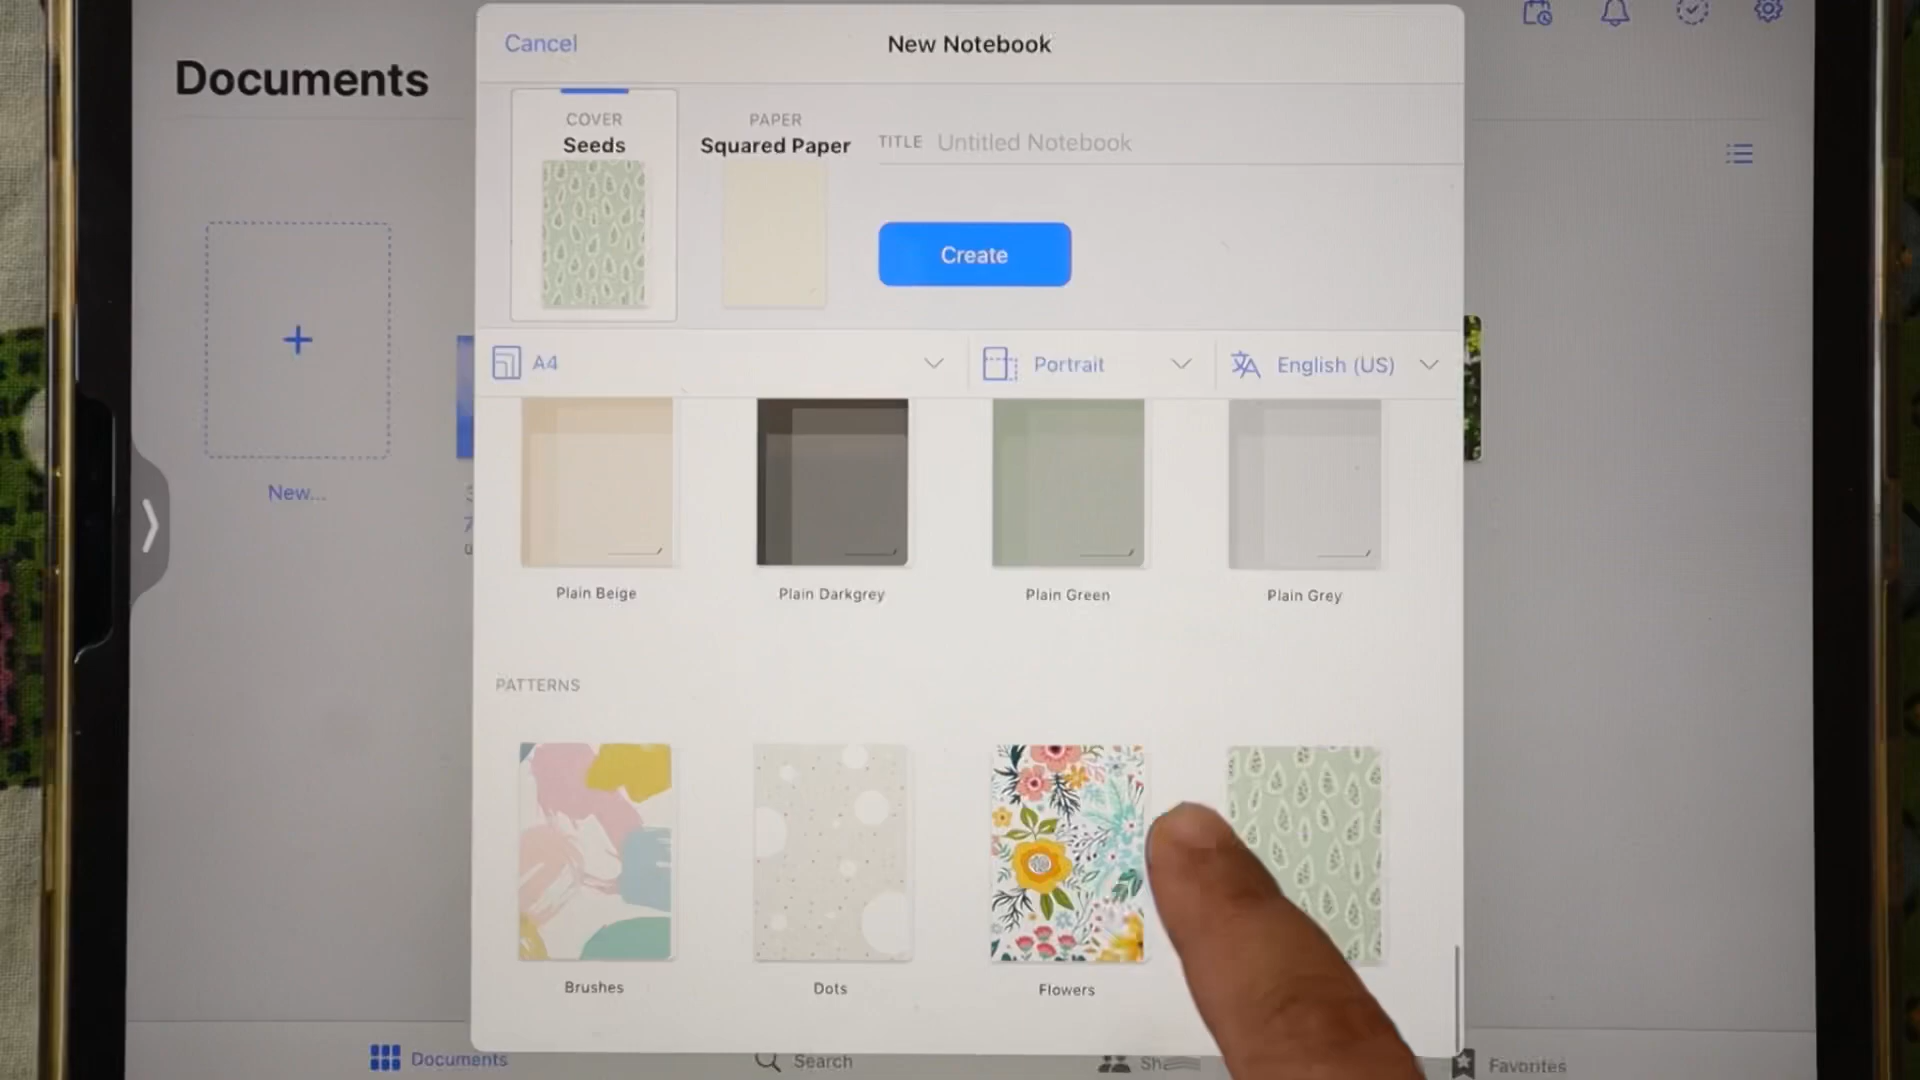 Cancel
New Notebook
Documents
COVER
Seeds
PAPER
Squared Paper
TITLE Untitled Notebook
Create
A4
Portrait
English (US)
New...
Plain Beige
Plain Darkgrey
Plain Green
Plain Grey
PATTERNS
Brushes
Dots
Flowers
Documents
Search
Favorites